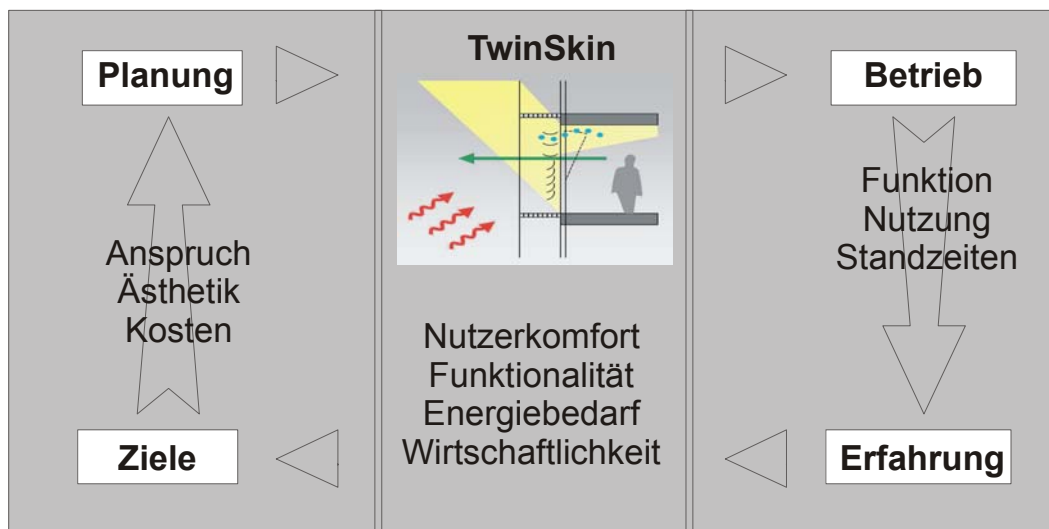 Planung
Anspruch
Ästhetik
Kosten
Ziele
TwinSkin
Nutzerkomfort
Funktionalität
Energiebedarf
Wirtschaftlichkeit
Betrieb
Funktion
Nutzung
Standzeiten
Erfahrung